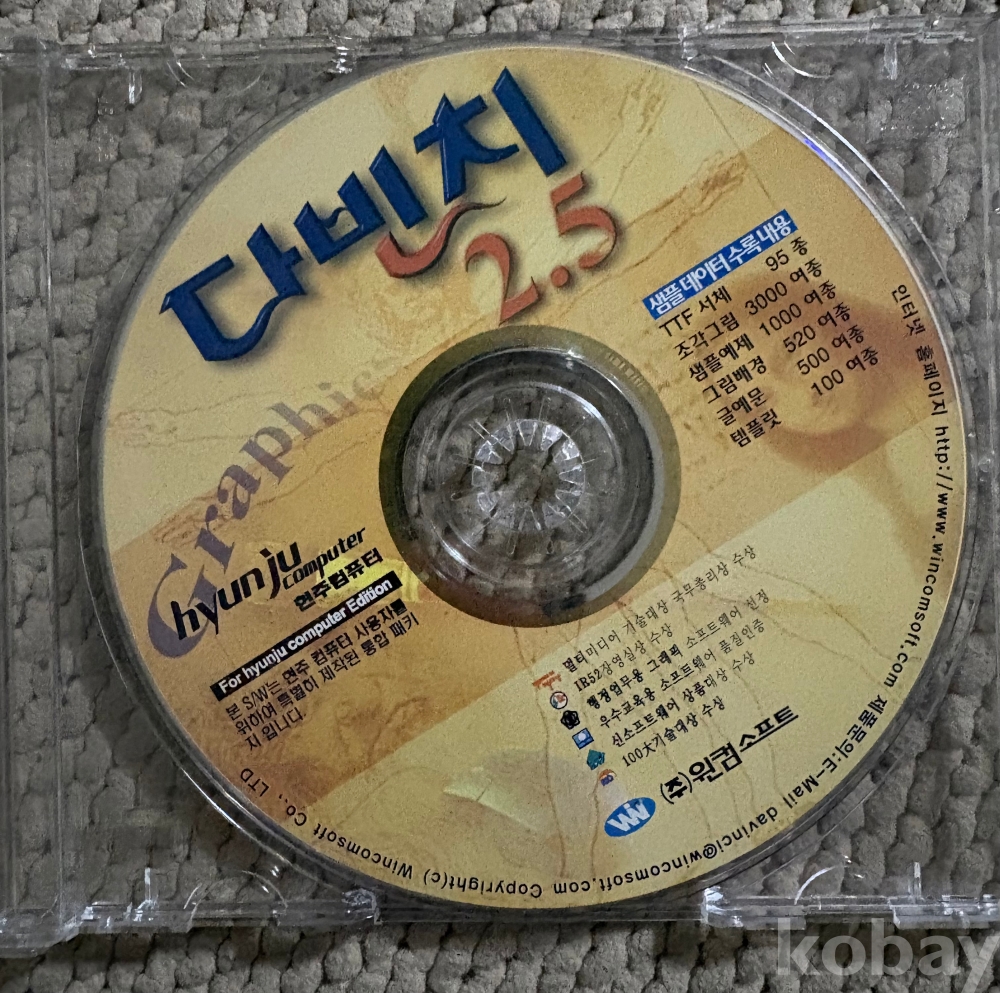 다빈치
2.5
Graphic
샘플 데이터 수록 내용
TTF 서체 95 종
조각그림 3000 여종
샘플예제 1000 여종
그림배경 520 여종
글예문 500 여종
템플릿 100 여종
hyunju
computer
현주컴퓨터
For hyunju computer Edition
본 S/W는 현주 컴퓨터 사용자를
위하여 특별히 제작된 통합 패키
지 입니다.
멀티미디어 기술대상 국무총리상 수상
IR52장영실상 수상
행정업무용 그래픽 소프트웨어 선정
우수교육용 소프트웨어 품질인증
신소프트웨어 상품대상 수상
100大기술대상 수상
(주)윈컴소프트
인터넷 홈페이지 http://www.wincomsoft.com 제품문의:E-Mail davinci@wincomsoft.com Copyright(c) Wincomsoft Co., LTD
kobay